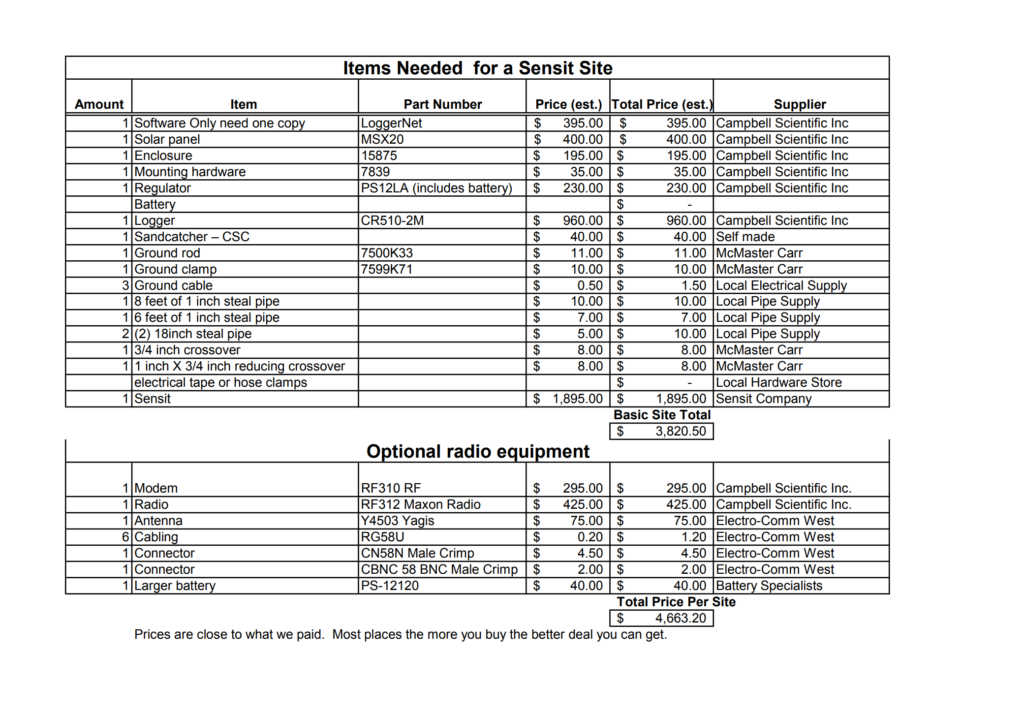 Items Needed for a Sensit Site
Amount Item Part Number Price (est.) Total Price (est.) Supplier
1 Software Only need one copy LoggerNet $ 395.00 $ 395.00 Campbell Scientific Inc
1 Solar panel MSX20 $ 400.00 $ 400.00 Campbell Scientific Inc
1 Enclosure 15875 $ 195.00 $ 195.00 Campbell Scientific Inc
1 Mounting hardware 7839 $ 35.00 $ 35.00 Campbell Scientific Inc
1 Regulator PS12LA (includes battery) $ 230.00 $ 230.00 Campbell Scientific Inc
Battery $ -
1 Logger CR510-2M $ 960.00 $ 960.00 Campbell Scientific Inc
1 Sandcatcher – CSC $ 40.00 $ 40.00 Self made
1 Ground rod 7500K33 $ 11.00 $ 11.00 McMaster Carr
1 Ground clamp 7599K71 $ 10.00 $ 10.00 McMaster Carr
3 Ground cable $ 0.50 $ 1.50 Local Electrical Supply
1 8 feet of 1 inch steal pipe $ 10.00 $ 10.00 Local Pipe Supply
1 6 feet of 1 inch steal pipe $ 7.00 $ 7.00 Local Pipe Supply
2 (2) 18inch steal pipe $ 5.00 $ 10.00 Local Pipe Supply
1 3/4 inch crossover $ 8.00 $ 8.00 McMaster Carr
1 1 inch X 3/4 inch reducing crossover $ 8.00 $ 8.00 McMaster Carr
electrical tape or hose clamps $ - Local Hardware Store
1 Sensit $ 1,895.00 $ 1,895.00 Sensit Company
Basic Site Total
$ 3,820.50
Optional radio equipment
1 Modem RF310 RF $ 295.00 $ 295.00 Campbell Scientific Inc.
1 Radio RF312 Maxon Radio $ 425.00 $ 425.00 Campbell Scientific Inc.
1 Antenna Y4503 Yagis $ 75.00 $ 75.00 Electro-Comm West
6 Cabling RG58U $ 0.20 $ 1.20 Electro-Comm West
1 Connector CN58N Male Crimp $ 4.50 $ 4.50 Electro-Comm West
1 Connector CBNC 58 BNC Male Crimp $ 2.00 $ 2.00 Electro-Comm West
1 Larger battery PS-12120 $ 40.00 $ 40.00 Battery Specialists
Total Price Per Site
$ 4,663.20
Prices are close to what we paid. Most places the more you buy the better deal you can get.